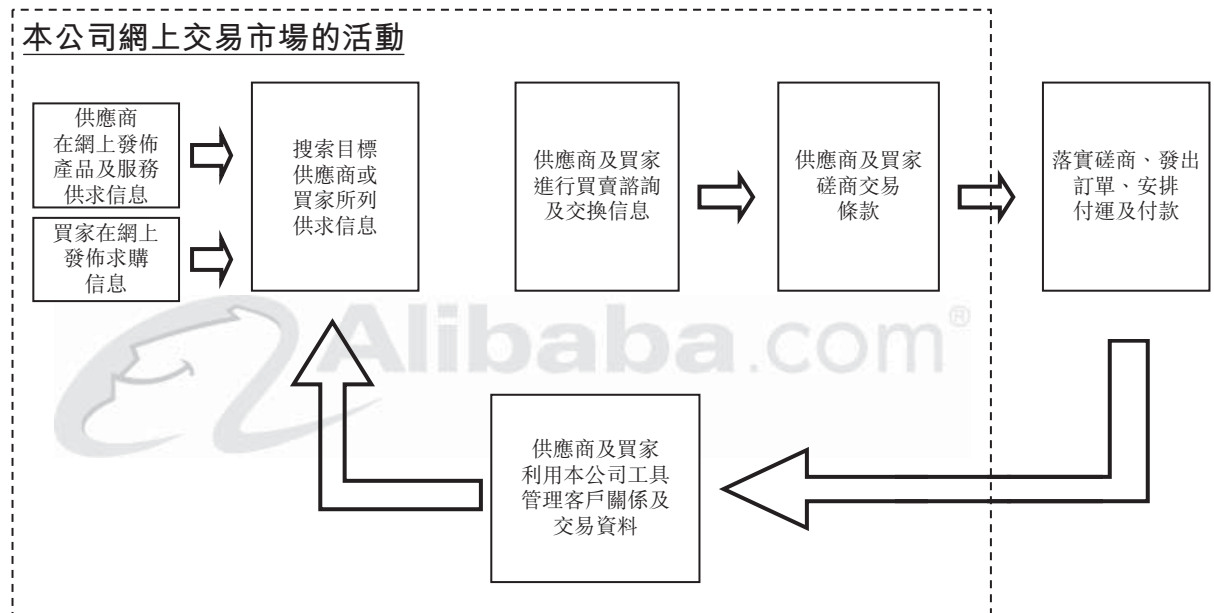 本公司網上交易市場的活動
供應商
在網上發佈
產品及服務
供求信息
買家在網上
發佈求購
信息
搜索目標
供應商或
買家所列
供求信息
供應商及買家
進行買賣諮詢
及交換信息
供應商及買家
磋商交易
條款
落實磋商、發出
訂單、安排
付運及付款
Alibaba.com®
供應商及買家
利用本公司工具
管理客戶關係及
交易資料